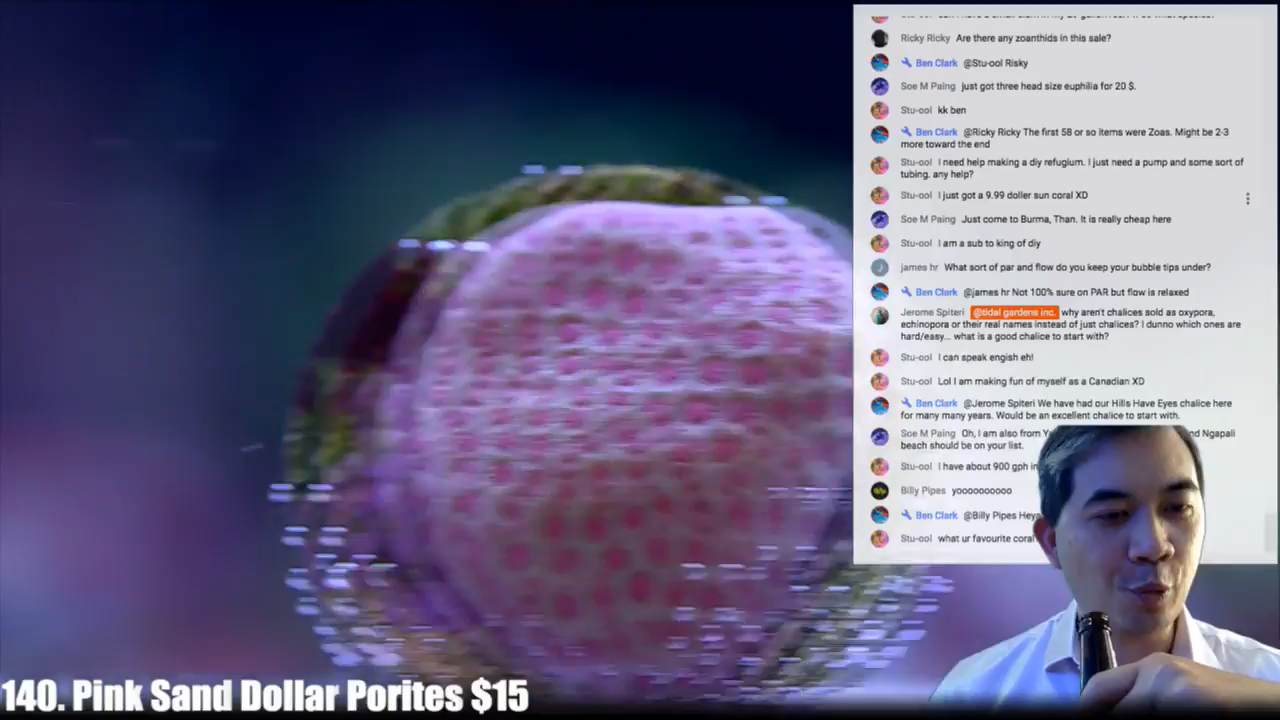 Ricky Ricky Are there any zoanthids in this sale?
Ben Clark @Stu-ool Risky
Soe M Paing just got three head size euphilia for 20 $.
Stu-ool kk ben
Ben Clark @Ricky Ricky The first 58 or so items were Zoas. Might be 2-3
more toward the end
Stu-ool I need help making a diy refugium. I just need a pump and some sort of
tubing. any help?
Stu-ool I just got a 9.99 doller sun coral XD
Soe M Paing Just come to Burma, Than. It is really cheap here
Stu-ool I am a sub to king of diy
J james hr What sort of par and flow do you keep your bubble tips under?
Ben Clark @james hr Not 100% sure on PAR but flow is relaxed
Jerome Spiteri @tidal gardens inc. why aren't chalices sold as oxypora,
echinopora or their real names instead of just chalices? I dunno which ones are
hard/easy... what is a good chalice to start with?
Stu-ool I can speak engish eh!
Stu-ool Lol I am making fun of myself as a Canadian XD
Ben Clark @Jerome Spiteri We have had our Hills Have Eyes chalice here
for many many years. Would be an excellent chalice to start with.
Soe M Paing Oh, I am also from nd Ngapali
beach should be on your list.
Stu-ool I have about 900 gph in
Billy Pipes yoooooooooo
Ben Clark @Billy Pipes Hey
Stu-ool what ur favourite coral
140. Pink Sand Dollar Porites $15